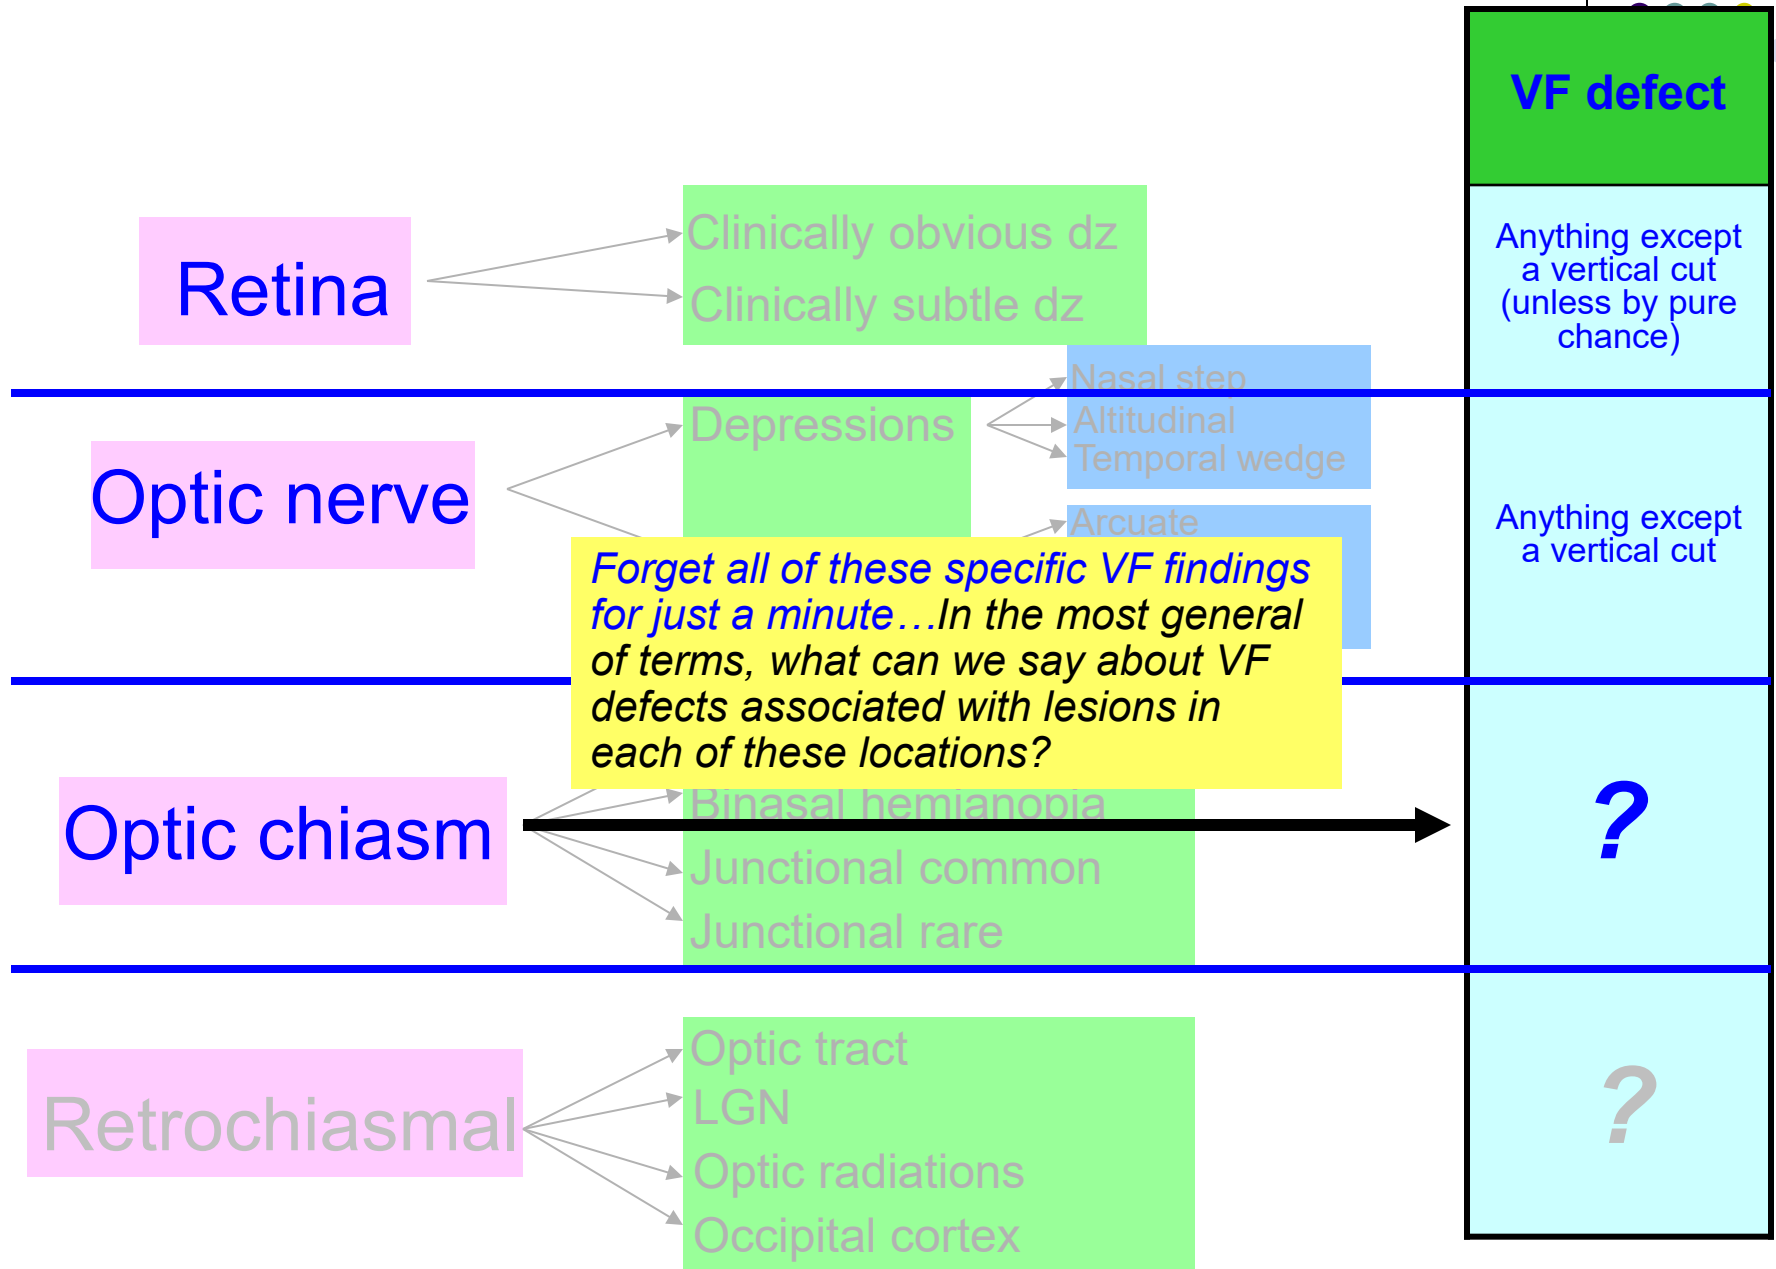 VF defect
Clinically obvious dz
Retina
Clinically subtle dz
Anything except
a vertical cut
(unless by pure
chance)
Nasal step
Depressions
Altitudinal
Temporal wedge
Optic nerve
Arcuate
Anything except
a vertical cut
Forget all of these specific VF findings
for just a minute…In the most general
of terms, what can we say about VF
defects associated with lesions in
each of these locations?
Binasal hemianopia
Optic chiasm
Junctional common
Junctional rare
?
Optic tract
LGN
Retrochiasmal
Optic radiations
Occipital cortex
?